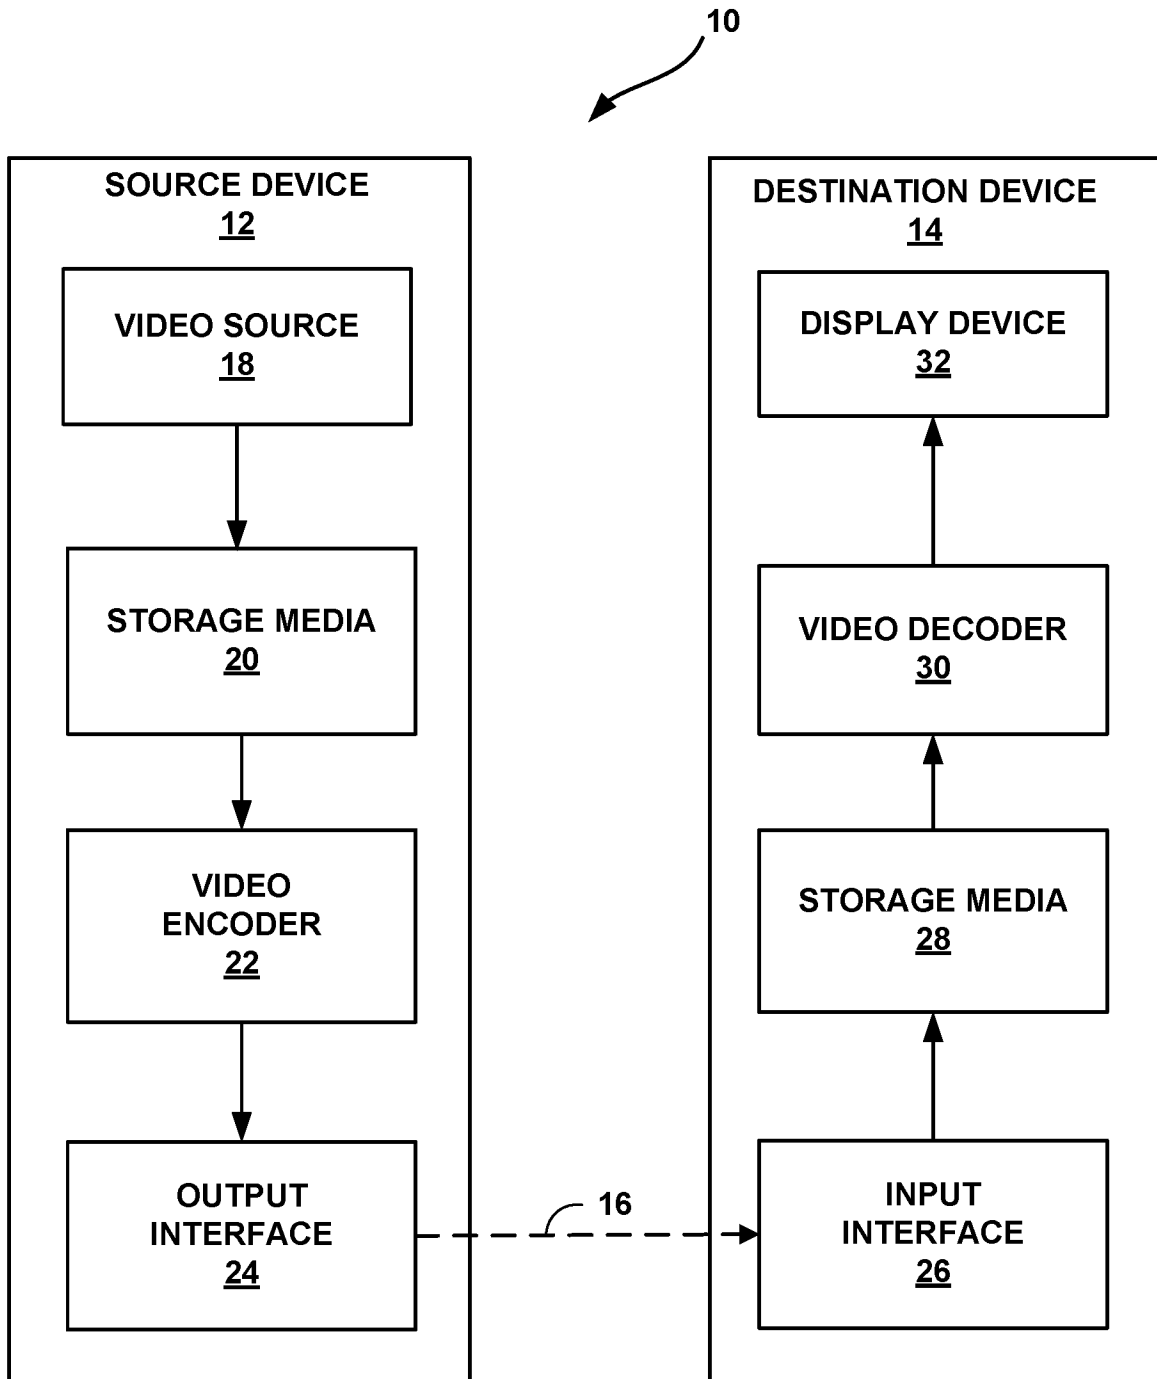 10
SOURCE DEVICE
12
VIDEO SOURCE
18
STORAGE MEDIA
20
VIDEO
ENCODER
22
OUTPUT
INTERFACE
24
16
DESTINATION DEVICE
14
DISPLAY DEVICE
32
VIDEO DECODER
30
STORAGE MEDIA
28
INPUT
INTERFACE
26